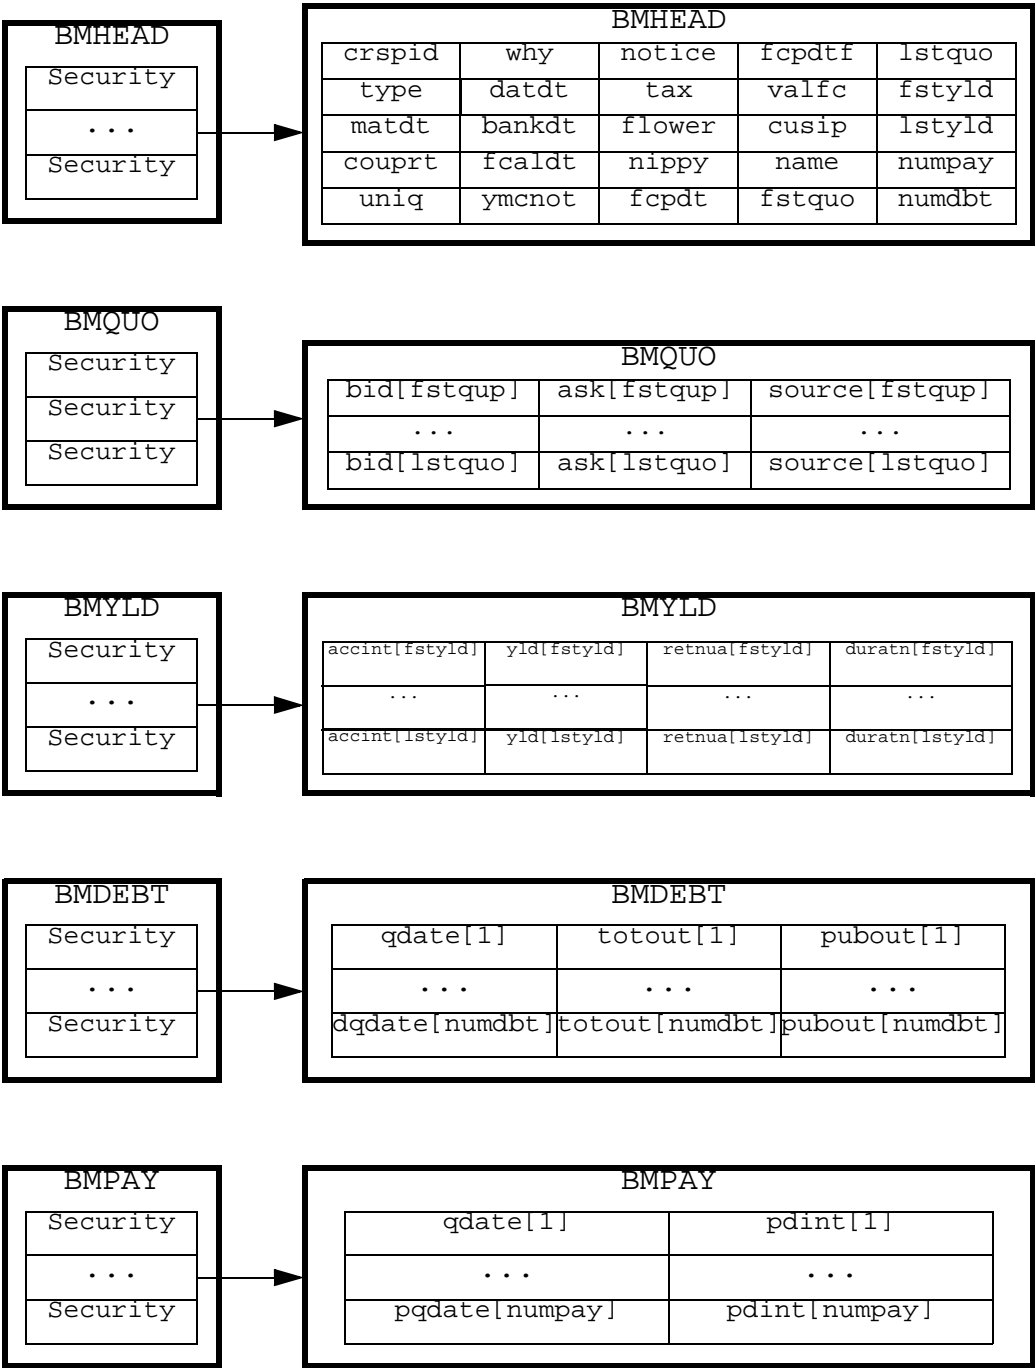 BMHEAD
Security
...
Security
BMHEAD
crspid why notice fcpdtf lstquo
type datdt tax valfc fstyld
matdt bankdt flower cusip lstyld
couprt fcaldt nippy name numpay
uniq ymcnot fcpdt fstquo numdbt
BMQUO
Security
Security
Security
BMQUO
bid[fstqup] ask[fstqup] source[fstqup]
... ... ...
bid[lstquo] ask[lstquo] source[lstquo]
BMYLD
Security
...
Security
BMYLD
accint[fstyld] yld[fstyld] retnua[fstyld] duratn[fstyld]
... ... ... ...
accint[lstyld] yld[lstyld] retnua[lstyld] duratn[lstyld]
BMDEBT
Security
...
Security
BMDEBT
qdate[1] totout[1] pubout[1]
... ... ...
dqdate[numdbt] totout[numdbt] pubout[numdbt]
BMPAY
Security
...
Security
BMPAY
qdate[1] pdint[1]
... ...
pqdate[numpay] pdint[numpay]